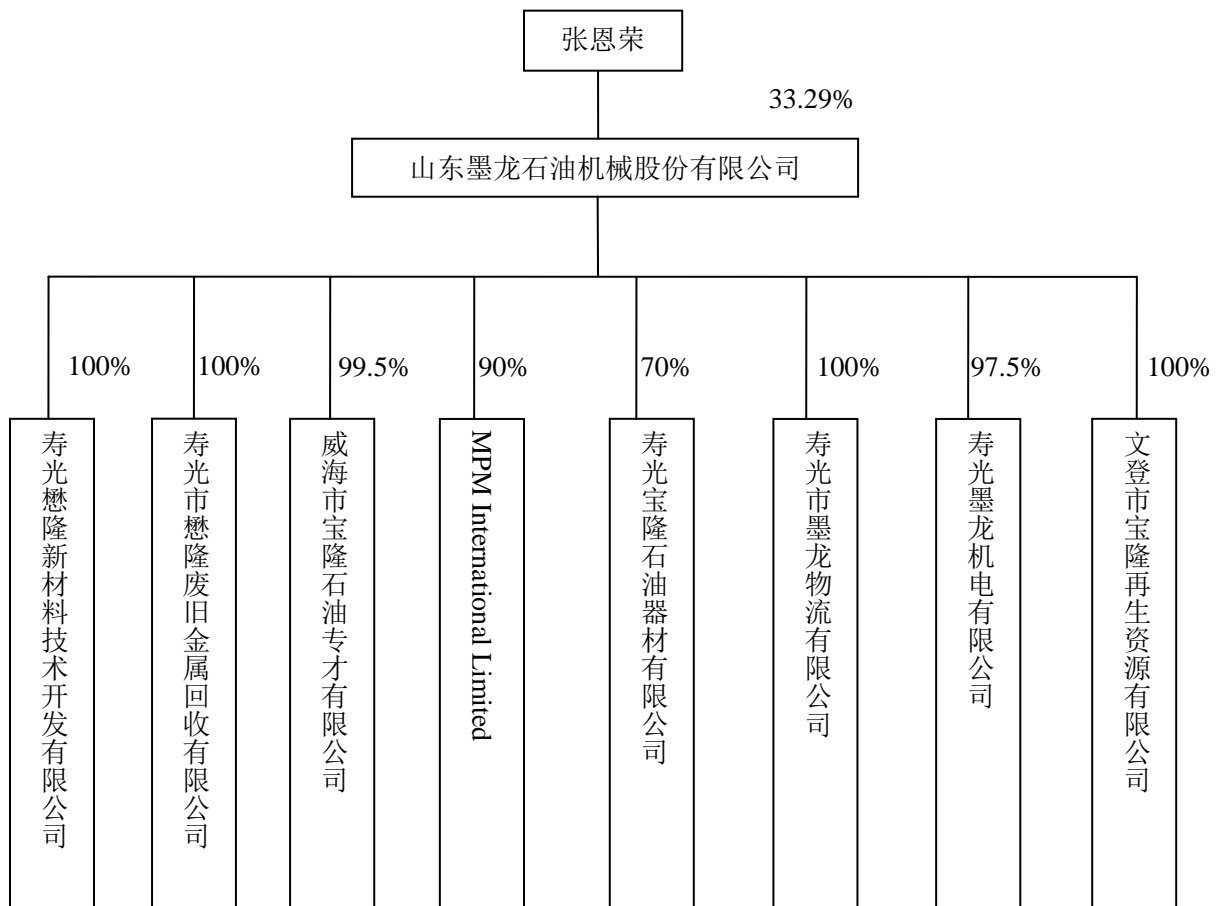 张恩荣
33.29%
山东墨龙石油机械股份有限公司
100%
100%
99.5%
90%
70%
100%
97.5%
100%
寿光懋隆新材料技术开发有限公司
寿光市懋隆废旧金属回收有限公司
威海市宝隆石油专才有限公司
MPM International Limited
寿光宝隆石油器材有限公司
寿光市墨龙物流有限公司
寿光墨龙机电有限公司
文登市宝隆再生资源有限公司